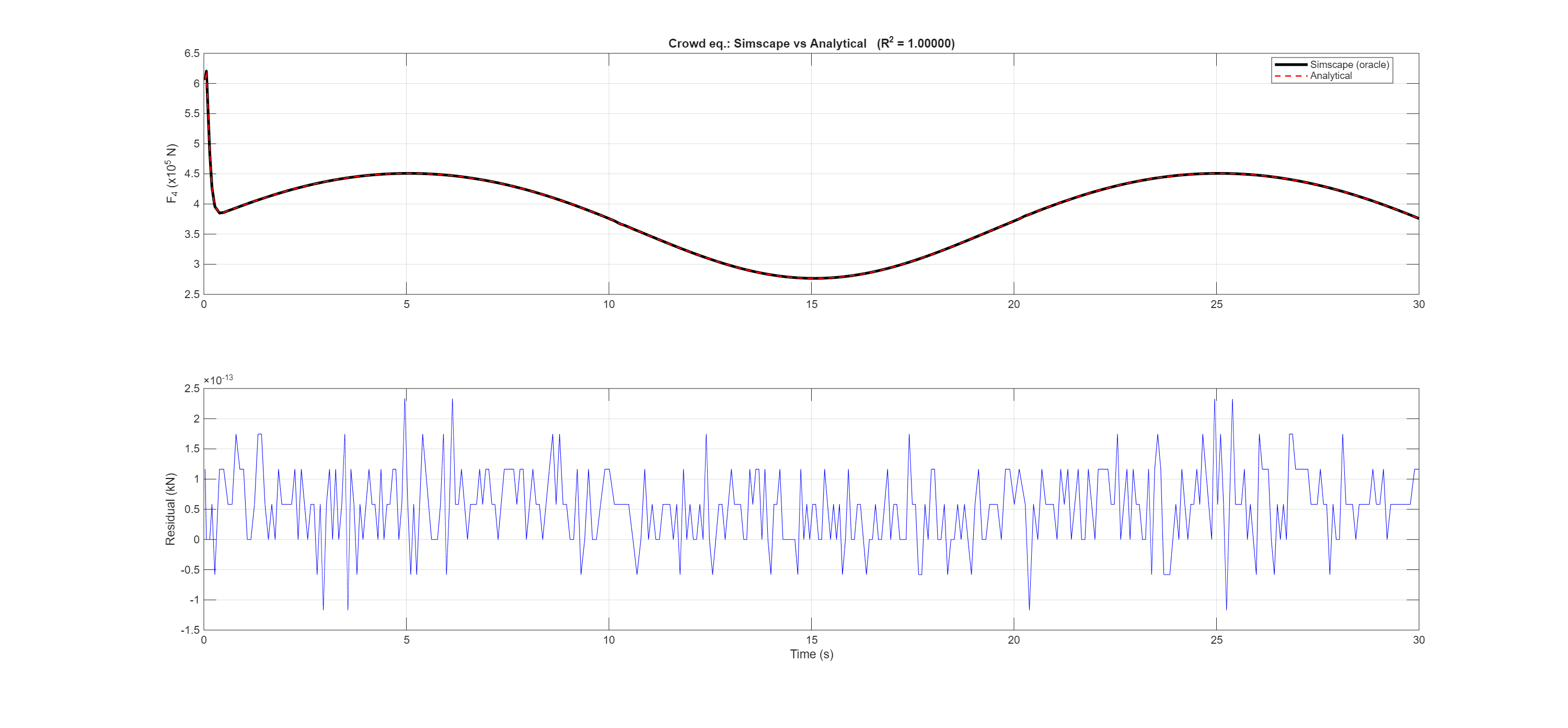 Crowd eq.: Simscape vs Analytical (R² = 1.00000)
6.5
6
5.5
5
4.5
4
3.5
3
2.5
F₄ (x10⁵ N)
Simscape (oracle)
Analytical
0 5 10 15 20 25 30
×10⁻¹³
2.5
2
1.5
1
0.5
0
-0.5
-1
-1.5
Residual (kN)
0 5 10 15 20 25 30
Time (s)